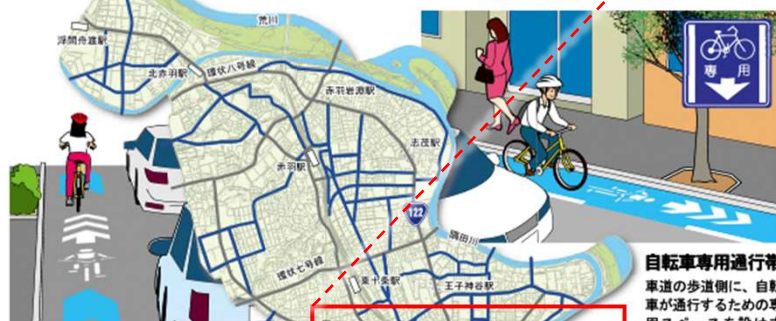 荒川
浮間舟渡駅
北赤羽駅
環状八号線
赤羽岩淵駅
専用
志茂駅
赤羽駅
122
隅田川
環状七号線
東十条駅
王子神谷駅
自転車専用通行帯
車道の歩道側に、自転
車が通行するための専